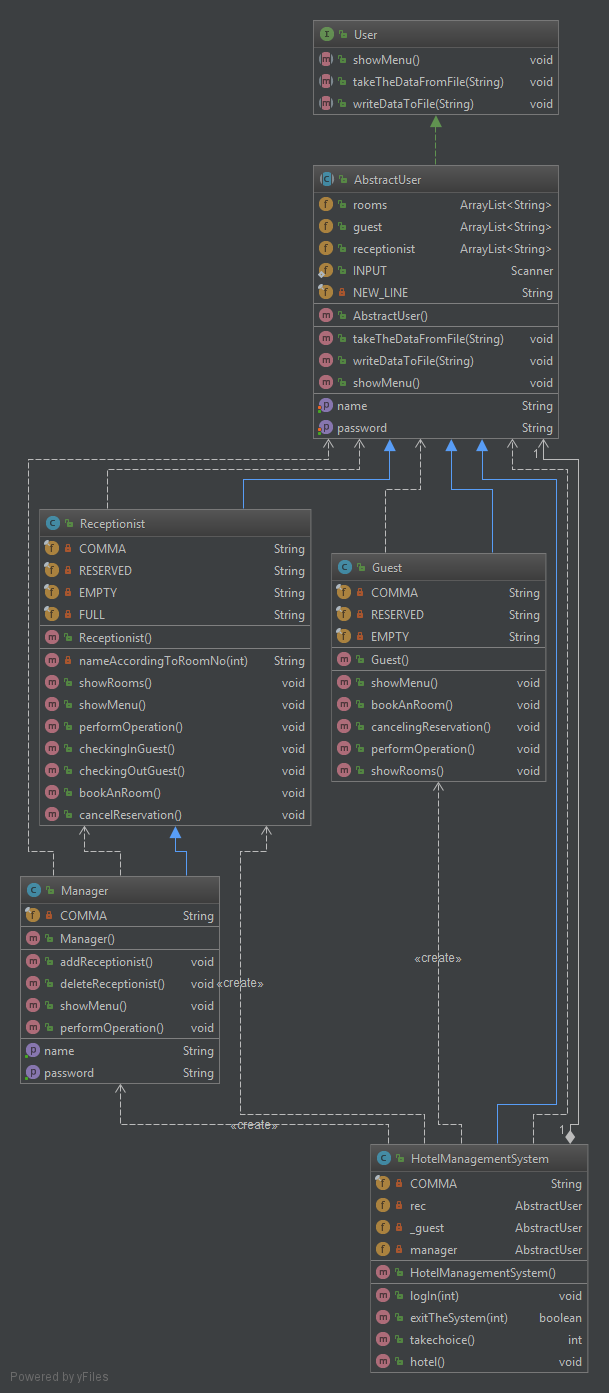 User
showMenu() void
takeTheDataFromFile(String) void
writeDataToFile(String) void
AbstractUser
rooms ArrayList<String>
guest ArrayList<String>
receptionist ArrayList<String>
INPUT Scanner
NEW_LINE String
AbstractUser()
takeTheDataFromFile(String) void
writeDataToFile(String) void
showMenu() void
name String
password String
1
Receptionist
COMMA String
RESERVED String
EMPTY String
FULL String
Receptionist()
nameAccordingToRoomNo(int) String
showRooms() void
showMenu() void
performOperation() void
checkingInGuest() void
checkingOutGuest() void
bookAnRoom() void
cancelReservation() void
Guest
COMMA String
RESERVED String
EMPTY String
Guest()
showMenu() void
bookAnRoom() void
cancelingReservation() void
performOperation() void
showRooms() void
Manager
COMMA String
Manager()
addReceptionist() void
deleteReceptionist() void
showMenu() void
performOperation() void
name String
password String
«create»
«create»
«create»
1
HotelManagementSystem
COMMA String
rec AbstractUser
_guest AbstractUser
manager AbstractUser
HotelManagementSystem()
logIn(int) void
exitTheSystem(int) boolean
takechoice() int
hotel() void
Powered by yFiles